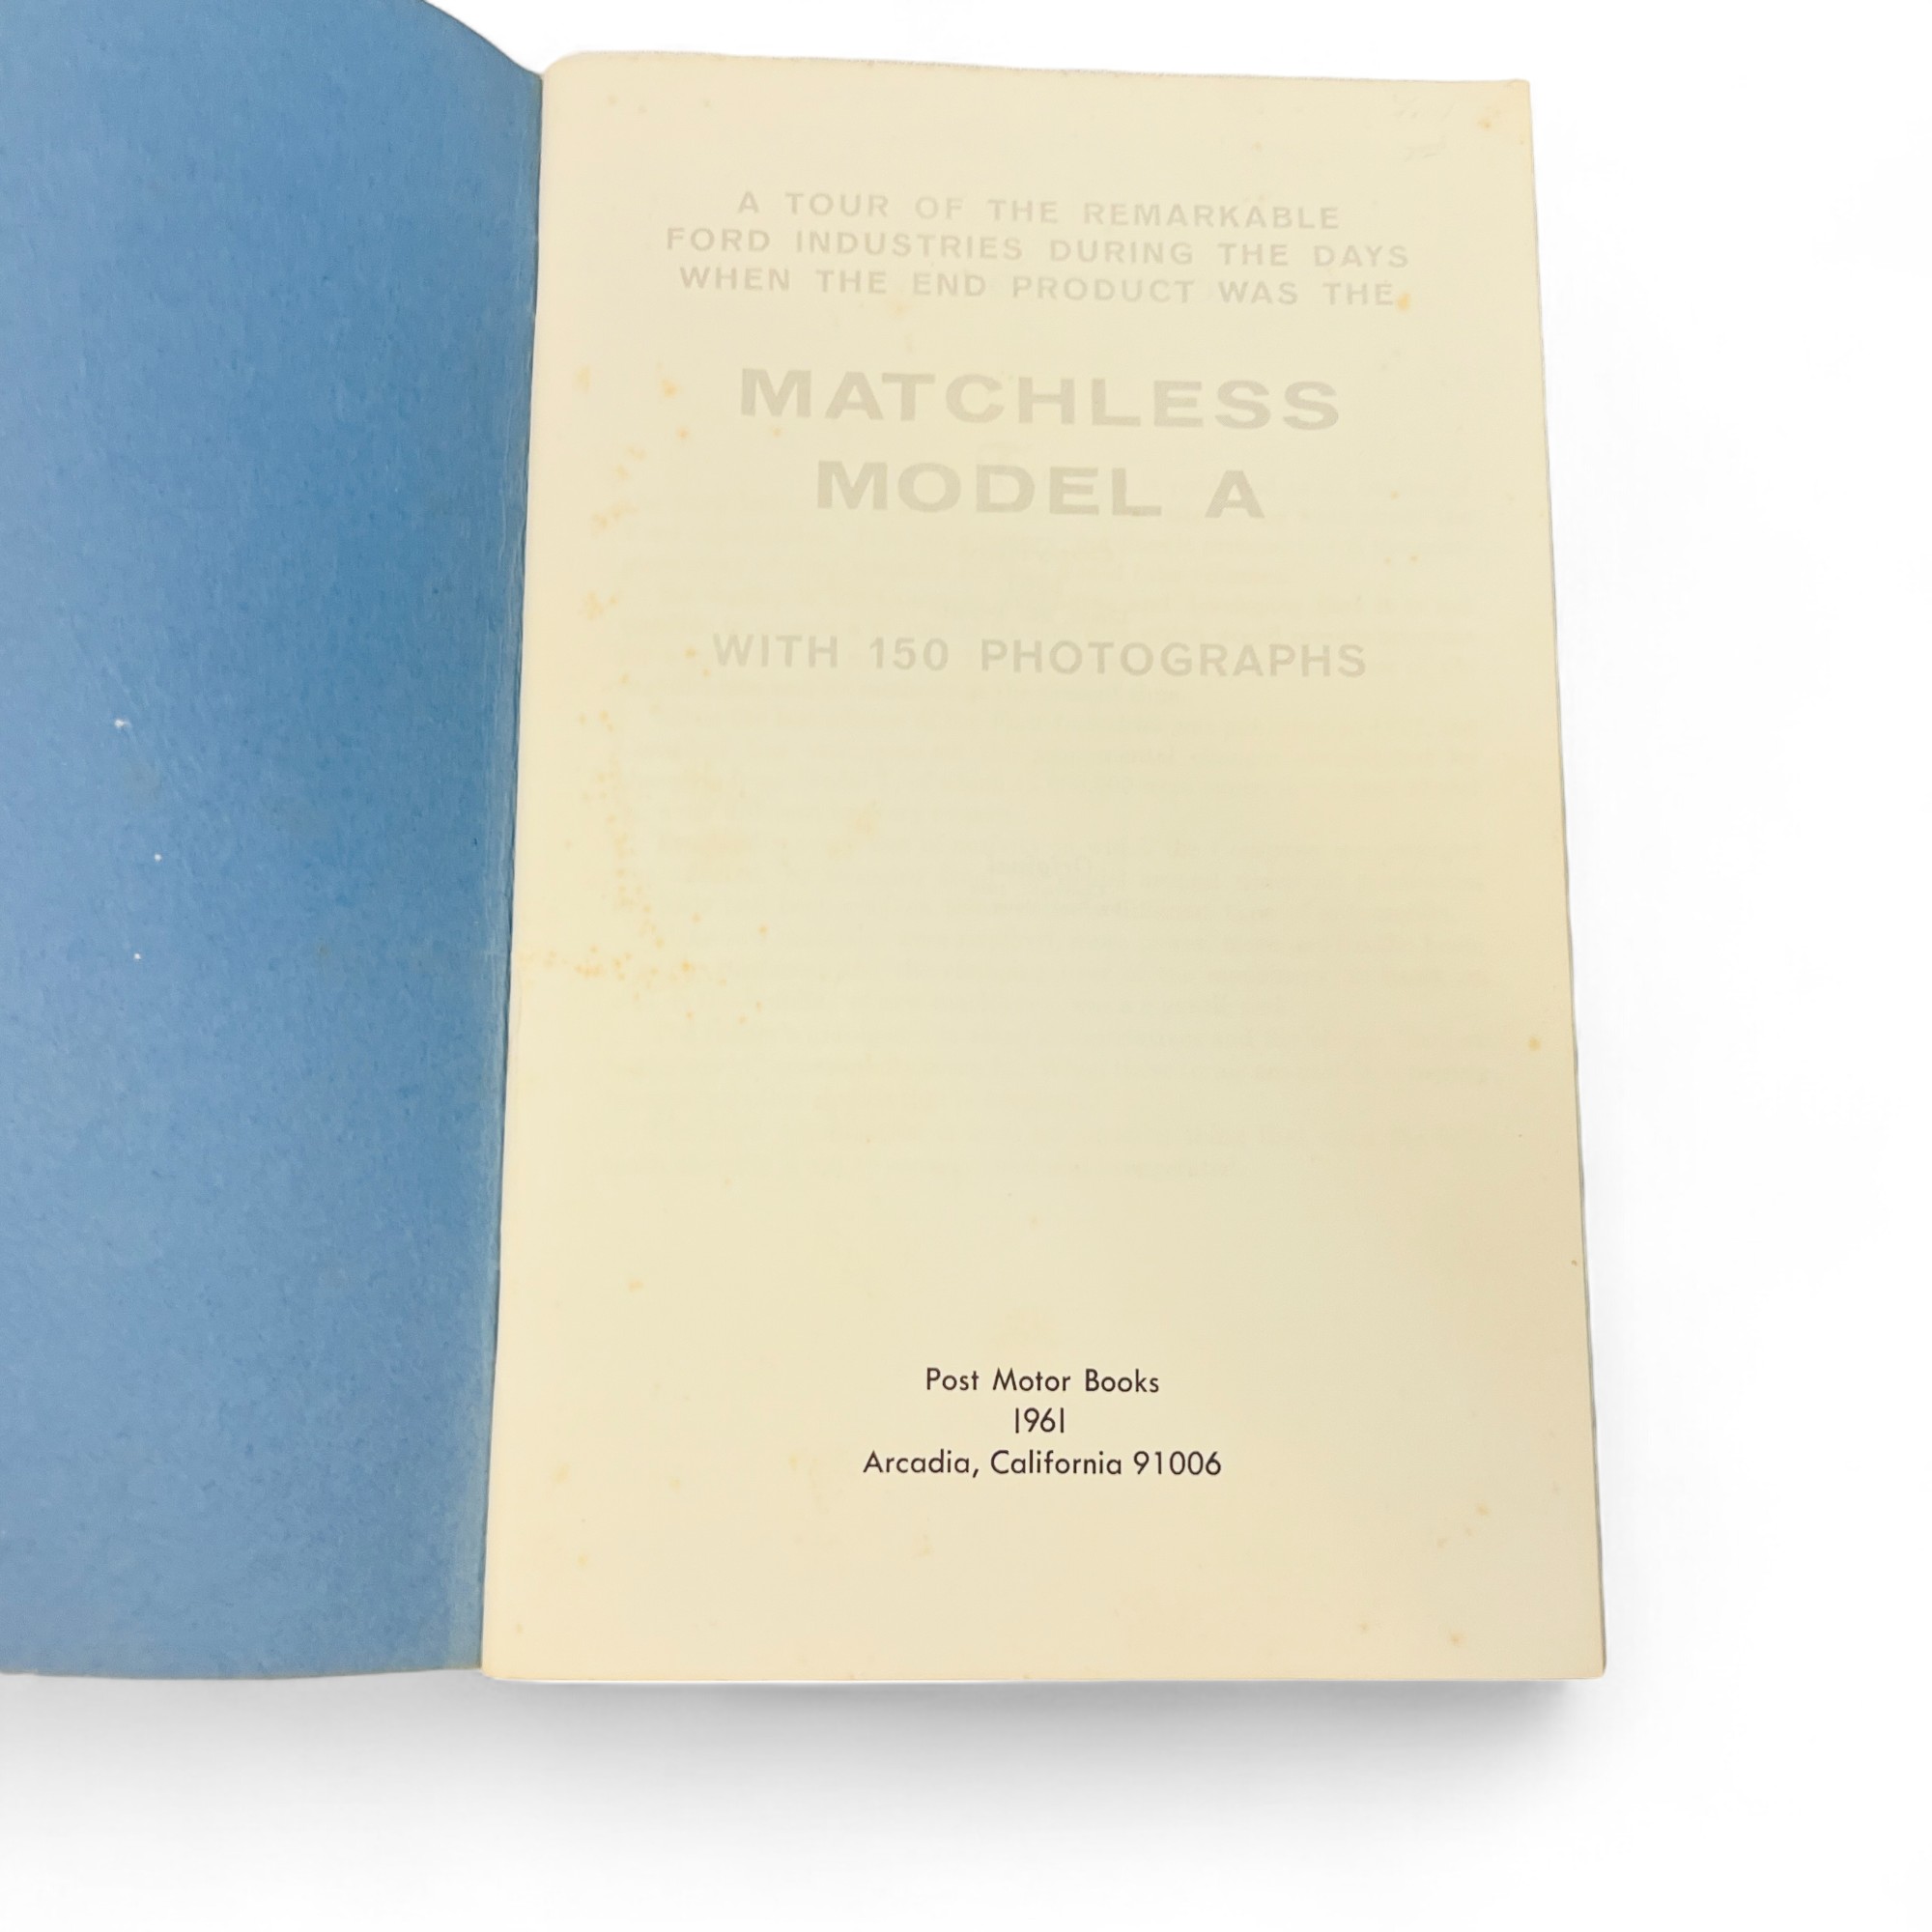 A TOUR OF THE REMARKABLE
FORD INDUSTRIES DURING THE DAYS
WHEN THE END PRODUCT WAS THE
MATCHLESS
MODEL A
WITH 150 PHOTOGRAPHS
Post Motor Books
1961
Arcadia, California 91006